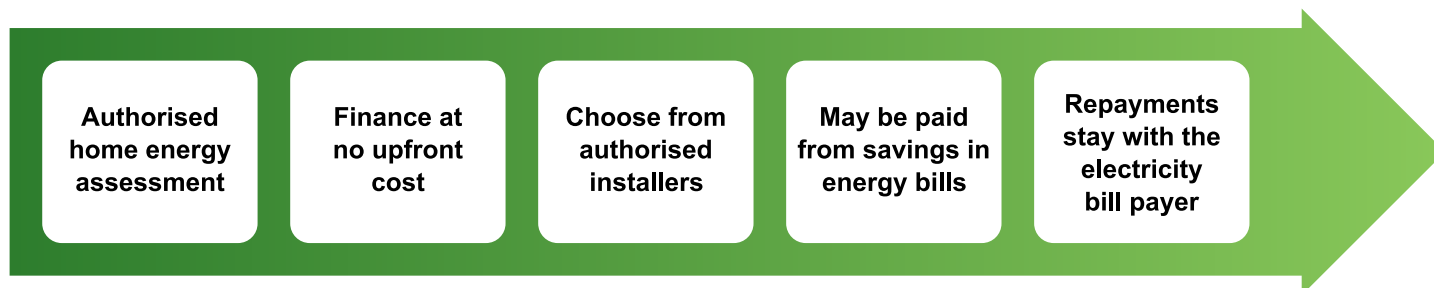 Authorised
home energy
assessment
Finance at
no upfront
cost
Choose from
authorised
installers
May be paid
from savings in
energy bills
Repayments
stay with the
electricity
bill payer